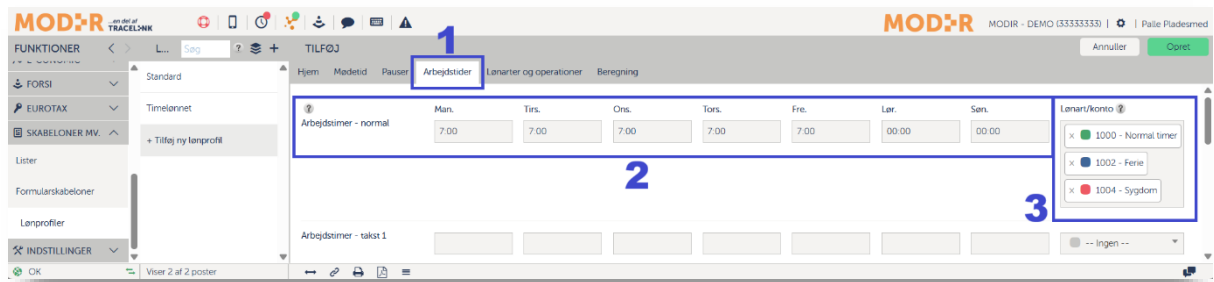 MODIR ...en del af TRACELINK
MODIR MODIR - DEMO (33333333) Palle Pladesmed
FUNKTIONER L... Søg ? + TILFØJ Annuller Opret
1
Hjem Mødetid Pauser Arbejdstider Lønarter og operationer Beregning
FORSI
EUROTAX
SKABELONER MV.
Lister
Formularskabeloner
Lønprofiler
INDSTILLINGER
OK
Standard
Timelønnet
+ Tilføj ny lønprofil
Viser 2 af 2 poster
? Man. Tirs. Ons. Tors. Fre. Lør. Søn. Lønart/konto ?
Arbejdstimer - normal 7:00 7:00 7:00 7:00 7:00 00:00 00:00
x 1000 - Normal timer
x 1002 - Ferie
x 1004 - Sygdom
2
3
Arbejdstimer - takst 1 -- Ingen --